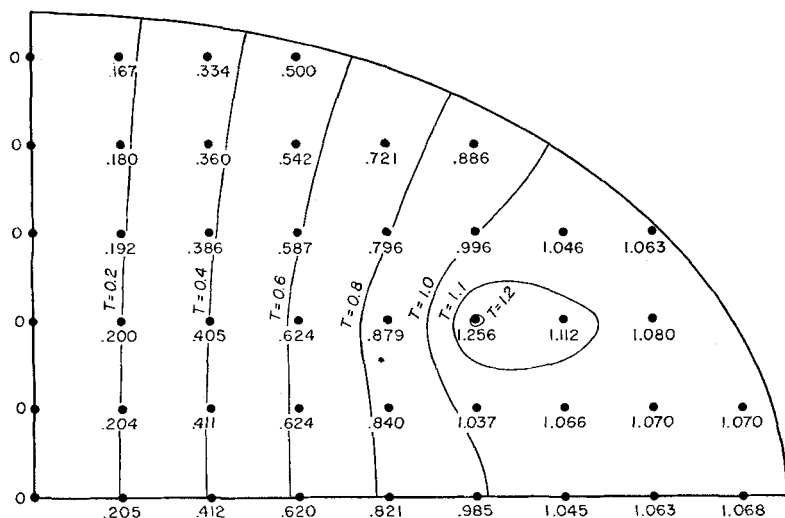 0 .167 .334 .500
0 .180 .360 .542 .721 .886
0 .192 .386 .587 .796 .996 1.046 1.063
T=0.2 T=0.4 T=0.6 T=0.8 T=1.0 T=1.1 T=1.2
0 .200 .405 .624 .879 1.256 1.112 1.080
0 .204 .411 .624 .840 1.037 1.066 1.070 1.070
0 .205 .412 .620 .821 .985 1.045 1.063 1.068